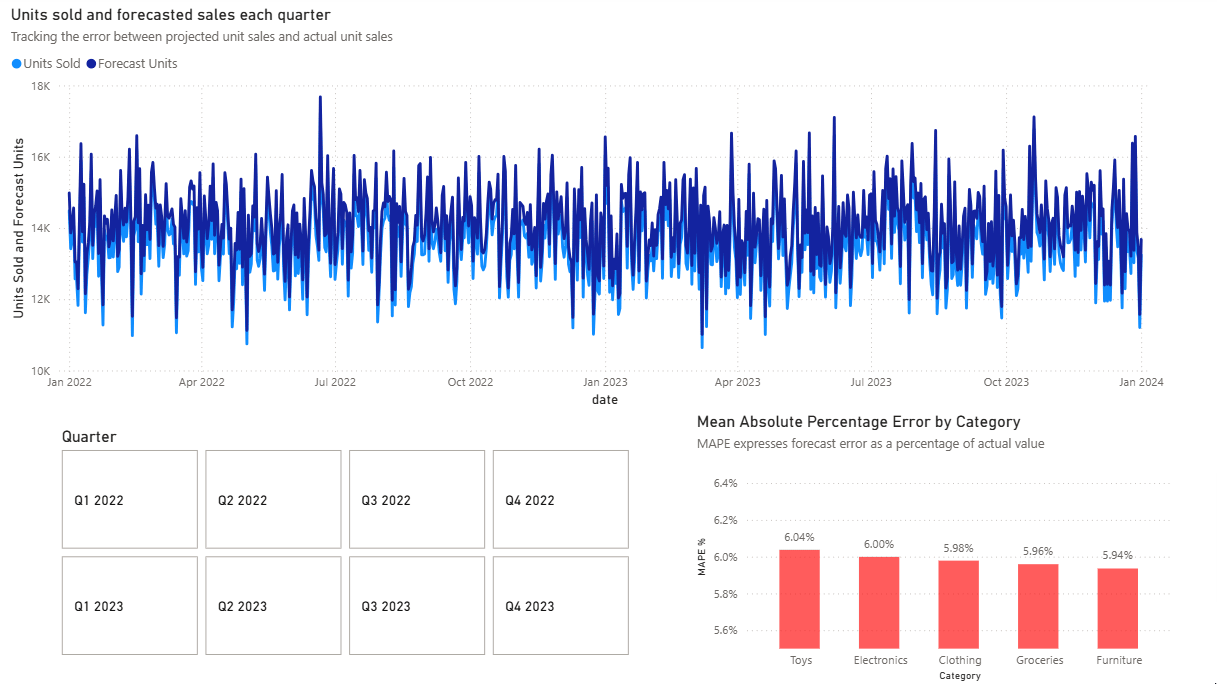 Units sold and forecasted sales each quarter
Tracking the error between projected unit sales and actual unit sales
Units Sold Forecast Units
Units Sold and Forecast Units
18K
16K
14K
12K
10K
Jan 2022 Apr 2022 Jul 2022 Oct 2022 Jan 2023 Apr 2023 Jul 2023 Oct 2023 Jan 2024
date
Quarter
Q1 2022 Q2 2022 Q3 2022 Q4 2022
Q1 2023 Q2 2023 Q3 2023 Q4 2023
Mean Absolute Percentage Error by Category
MAPE expresses forecast error as a percentage of actual value
MAPE %
6.4%
6.2%
6.0%
5.8%
5.6%
6.04% 6.00% 5.98% 5.96% 5.94%
Toys Electronics Clothing Groceries Furniture
Category